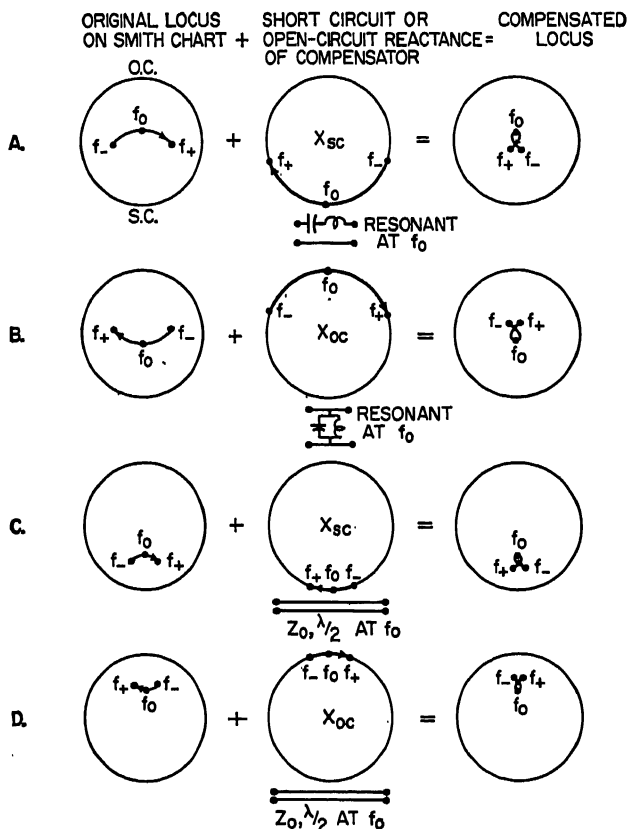 ORIGINAL LOCUS
ON SMITH CHART + 
SHORT CIRCUIT OR
OPEN-CIRCUIT REACTANCE =
OF COMPENSATOR
COMPENSATED
LOCUS
O.C.
A.
f₀
f₋ f₊
S.C.
+
X_SC
f₊ f₋
f₀
RESONANT
AT f₀
=
f₀
f₊ f₋
B.
f₊ f₋
f₀
+
f₀
f₋ f₊
X_OC
RESONANT
AT f₀
=
f₋ f₊
f₀
C.
f₀
f₋ f₊
+
X_SC
f₊ f₀ f₋
Z₀, λ/2 AT f₀
=
f₀
f₊ f₋
D.
f₊ f₋
f₀
+
f₋ f₀ f₊
X_OC
Z₀, λ/2 AT f₀
=
f₋ f₊
f₀